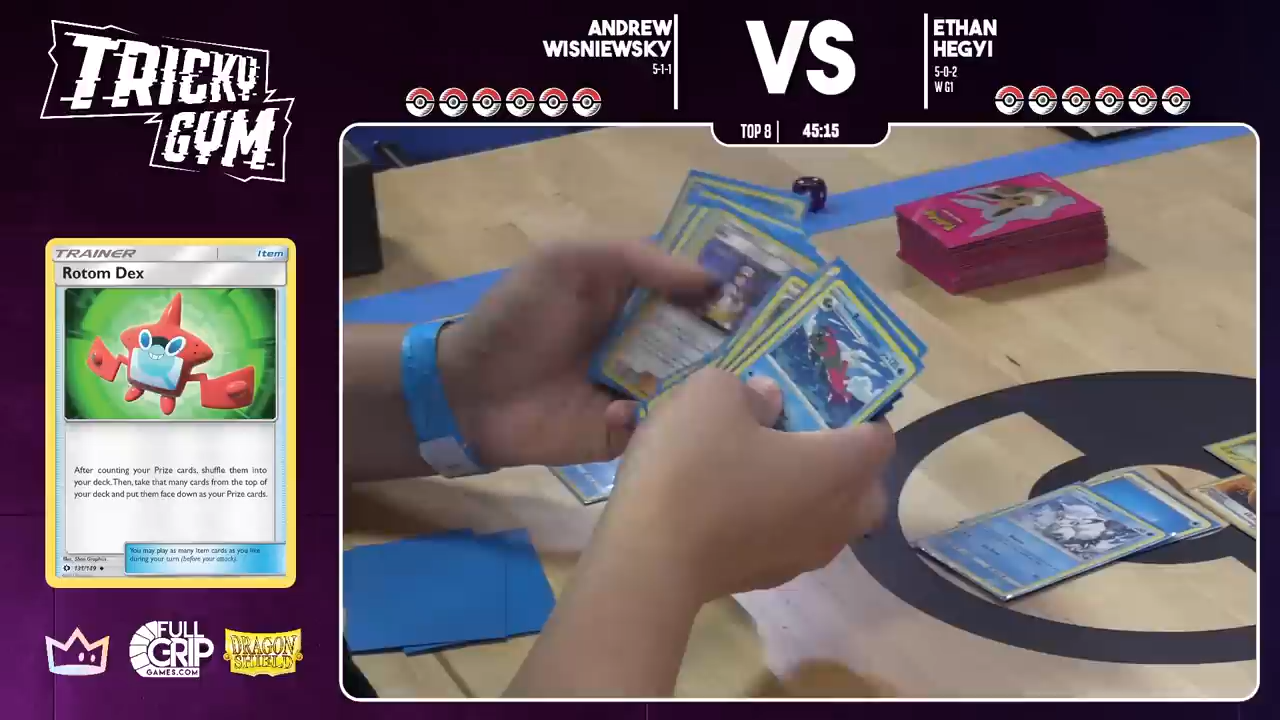 TRICKY
GYM
ANDREW
WISNIEWSKY
5-1-1
VS
ETHAN
HEGYI
5-0-2
W G1
TOP 8
45:15
TRAINER
Item
Rotom Dex
After counting your Prize cards, shuffle them into
your deck. Then, take that many cards from the top of
your deck and put them face down as your Prize cards.
You may play as many Item cards as you like
during your turn (before your attack).
131/149
FULL
GRIP
GAMES.COM
DRAGON
SHIELD